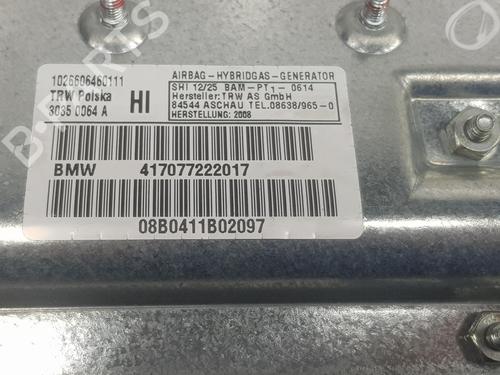 1026606460111
TRW Polska
3035 0064 A
HI
AIRBAG-HYBRIDGAS-GENERATOR
SHI 12/25 BAM-PT1-0614
Hersteller:TRW AS GmbH
84544 ASCHAU TEL.08638/965-0
HERSTELLUNG:2008
BMW 417077222017
08B0411B02097
B-PARTS